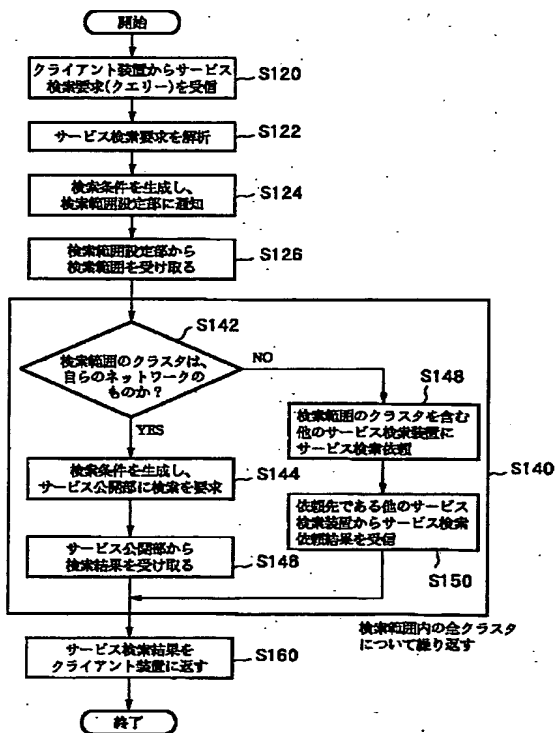 開始
クライアント装置からサービス
検索要求(クエリー)を受信
S120
サービス検索要求を解析
S122
検索条件を生成し、
検索範囲設定部に通知
S124
検索範囲設定部から
検索範囲を受け取る
S126
S142
検索範囲のクラスタは、
自らのネットワークの
ものか？
NO
YES
S148
検索範囲のクラスタを含む
他のサービス検索装置に
サービス検索依頼
検索条件を生成し、
サービス公開部に検索を要求
S144
S140
依頼先である他のサービス
検索装置からサービス検索
依頼結果を受信
S150
サービス公開部から
検索結果を受け取る
S146
検索範囲内の全クラスタ
について繰り返す
サービス検索結果を
クライアント装置に返す
S160
終了